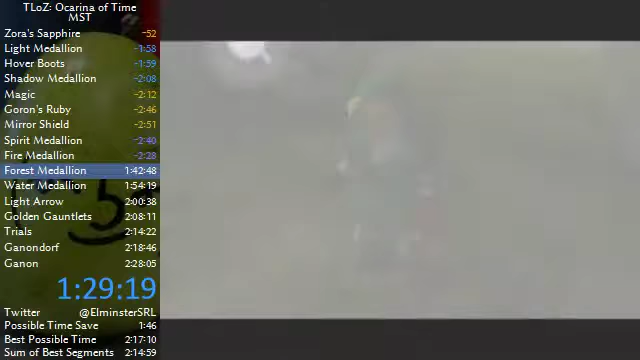 TLoZ: Ocarina of Time
MST
Zora's Sapphire -52
Light Medallion -1:58
Hover Boots -1:59
Shadow Medallion -2:08
Magic -2:12
Goron's Ruby -2:46
Mirror Shield -2:51
Spirit Medallion -2:40
Fire Medallion -2:28
Forest Medallion 1:42:48
Water Medallion 1:54:19
Light Arrow 2:00:38
Golden Gauntlets 2:08:11
Trials 2:14:22
Ganondorf 2:18:46
Ganon 2:28:05
1:29:19
Twitter @ElminsterSRL
Possible Time Save 1:46
Best Possible Time 2:17:10
Sum of Best Segments 2:14:59